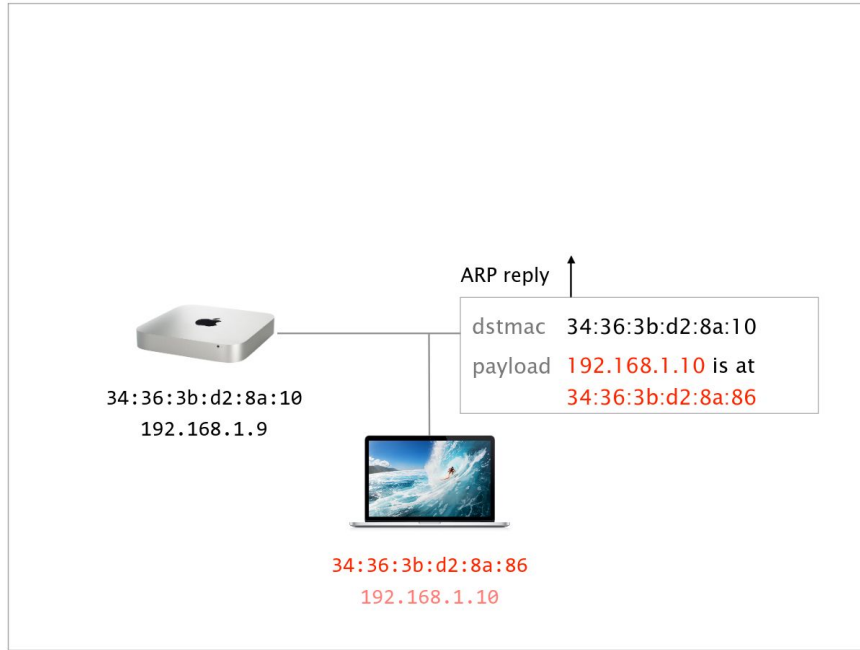 ARP reply
dstmac 34:36:3b:d2:8a:10
payload 192.168.1.10 is at
34:36:3b:d2:8a:86
34:36:3b:d2:8a:10
192.168.1.9
34:36:3b:d2:8a:86
192.168.1.10